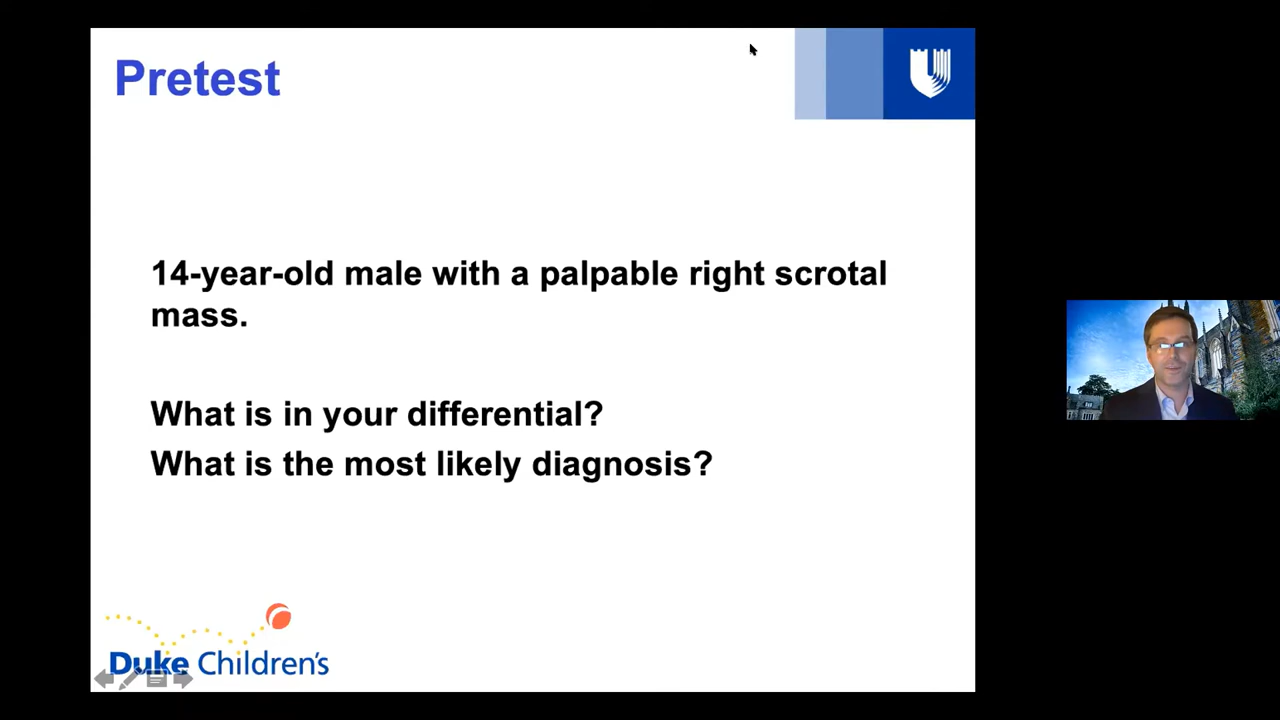 Pretest
14-year-old male with a palpable right scrotal
mass.
What is in your differential?
What is the most likely diagnosis?
Duke Children's